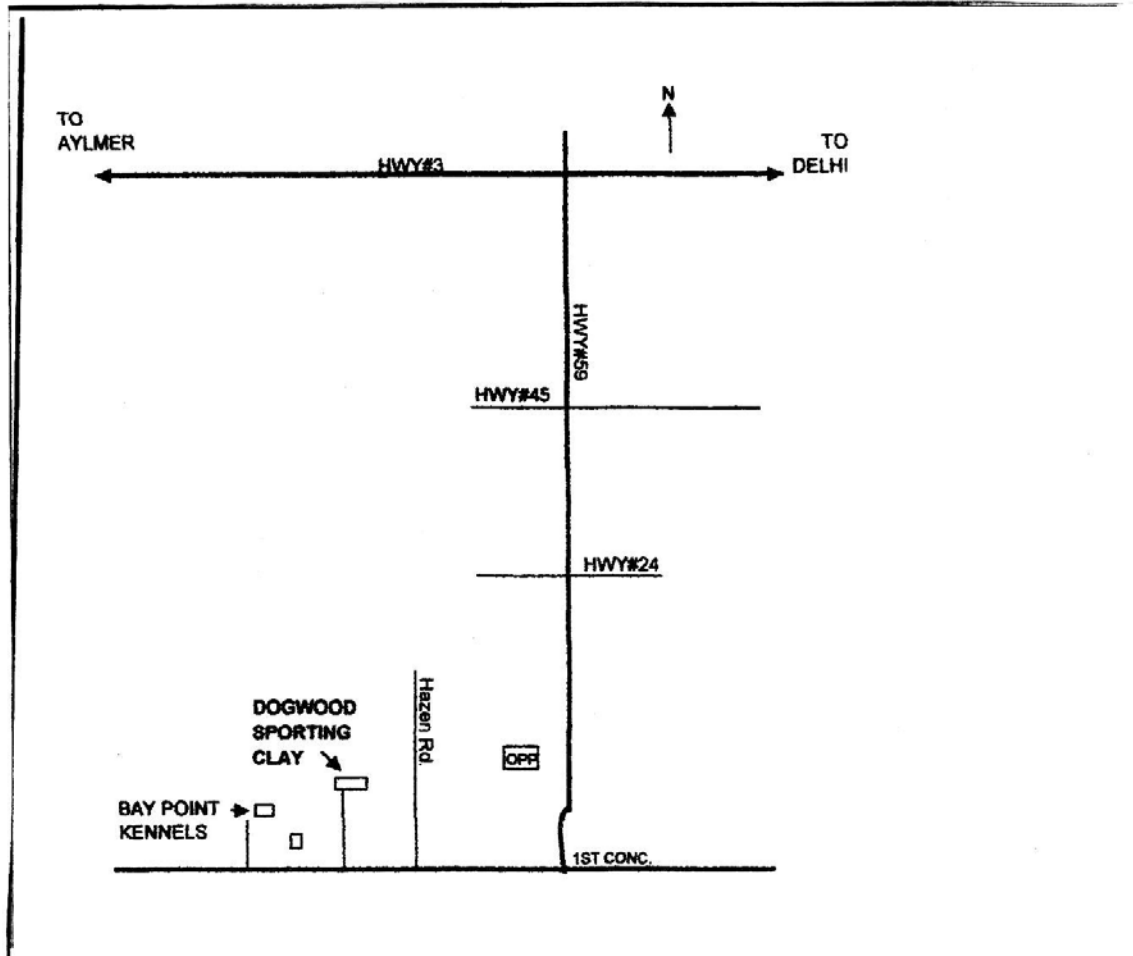 N
TO
AYLMER
TO
DELHI
HWY#3
HWY#59
HWY#45
HWY#24
Hazen Rd.
DOGWOOD
SPORTING
CLAY
OPP
BAY POINT
KENNELS
1ST CONC.